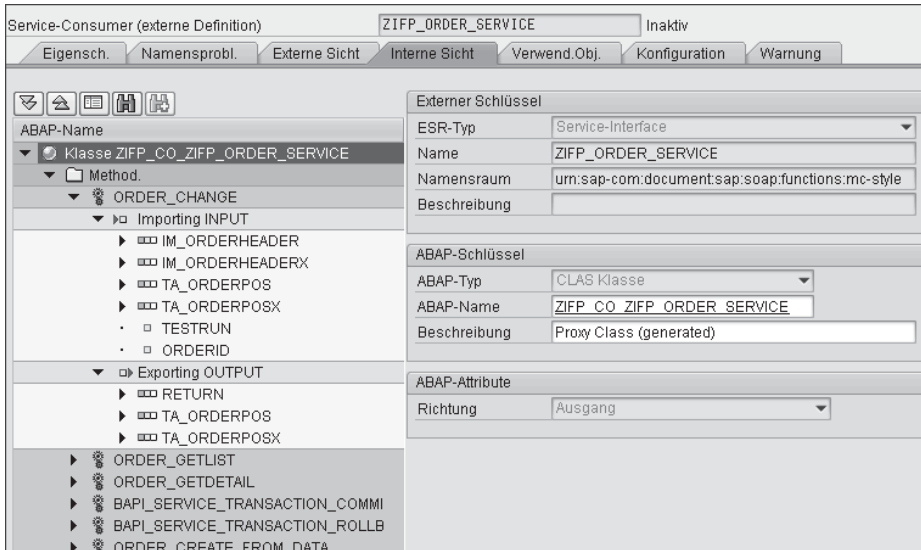 Service-Consumer (externe Definition) ZIFP_ORDER_SERVICE Inaktiv
Eigensch. Namensprobl. Externe Sicht Interne Sicht Verwend.Obj. Konfiguration Warnung
ABAP-Name
Klasse ZIFP_CO_ZIFP_ORDER_SERVICE
Method.
ORDER_CHANGE
Importing INPUT
IM_ORDERHEADER
IM_ORDERHEADERX
TA_ORDERPOS
TA_ORDERPOSX
TESTRUN
ORDERID
Exporting OUTPUT
RETURN
TA_ORDERPOS
TA_ORDERPOSX
ORDER_GETLIST
ORDER_GETDETAIL
BAPI_SERVICE_TRANSACTION_COMMI
BAPI_SERVICE_TRANSACTION_ROLLB
ORDER_CREATE_FROM_DATA
Externer Schlüssel
ESR-Typ Service-Interface
Name ZIFP_ORDER_SERVICE
Namensraum urn:sap-com:document:sap:soap:functions:mc-style
Beschreibung
ABAP-Schlüssel
ABAP-Typ CLAS Klasse
ABAP-Name ZIFP_CO_ZIFP_ORDER_SERVICE
Beschreibung Proxy Class (generated)
ABAP-Attribute
Richtung Ausgang